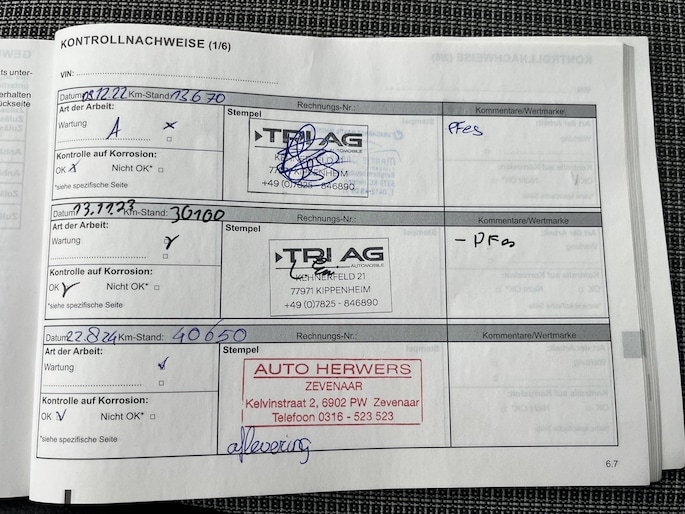 KONTROLLNACHWEISE (1/6)
VIN:
Datum: 09.12.22 Km-Stand: 13670 Rechnungs-Nr.: Kommentare/Wertmarke
Art der Arbeit: Stempel
Wartung A x
TRI AG
AUTOMOBILE
77971 KIPPENHEIM
+49 (0)7825 - 846890
Kontrolle auf Korrosion:
OK x Nicht OK*
*siehe spezifische Seite
Datum: 13.11.23 Km-Stand: 30100 Rechnungs-Nr.: Kommentare/Wertmarke
Art der Arbeit: Stempel
Wartung
TRI AG
AUTOMOBILE
21
77971 KIPPENHEIM
+49 (0)7825 - 846890
Kontrolle auf Korrosion:
OK Nicht OK*
*siehe spezifische Seite
Datum: 22.8.24 Km-Stand: 40650 Rechnungs-Nr.: Kommentare/Wertmarke
Art der Arbeit: Stempel
Wartung
AUTO HERWERS
ZEVENAAR
Kelvinstraat 2, 6902 PW Zevenaar
Telefoon 0316 - 523 523
aflevering
Kontrolle auf Korrosion:
OK Nicht OK*
*siehe spezifische Seite
6.7